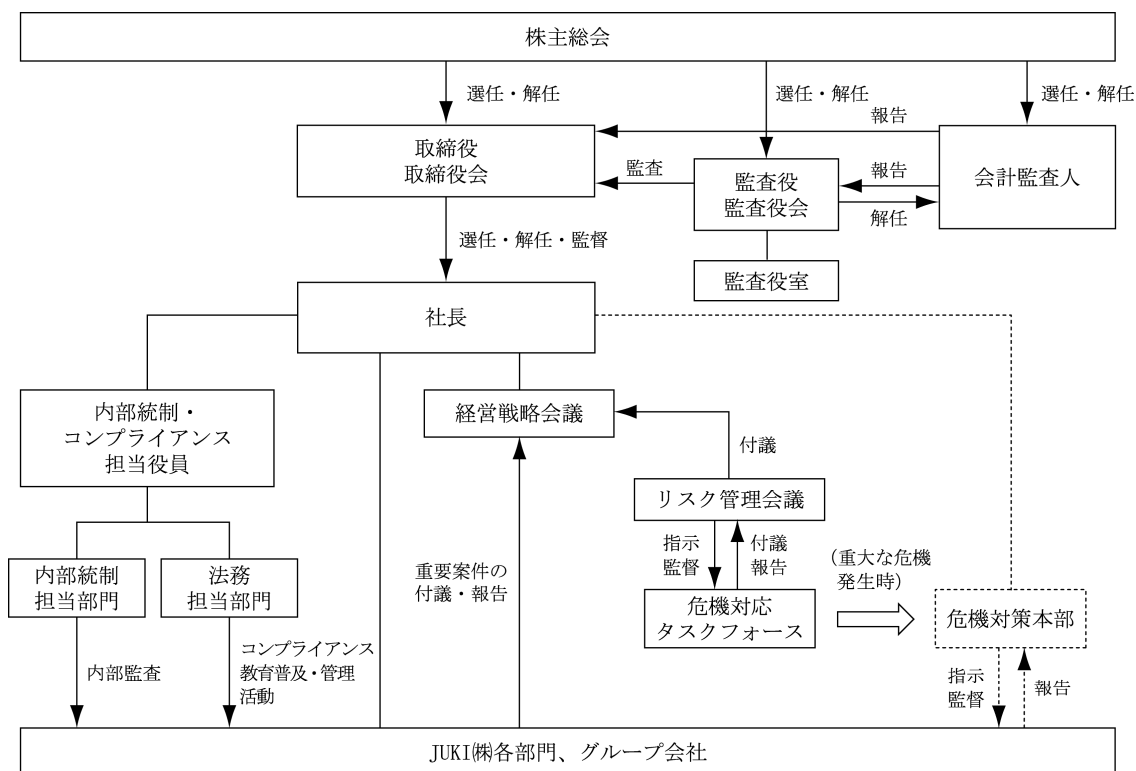 株主総会
選任・解任
選任・解任
選任・解任
報告
取締役
取締役会
監査
監査役
監査役会
報告
解任
会計監査人
選任・解任・監督
監査役室
社長
内部統制・
コンプライアンス
担当役員
経営戦略会議
付議
リスク管理会議
指示
監督
付議
報告
(重大な危機
発生時)
内部統制
担当部門
法務
担当部門
重要案件の
付議・報告
危機対応
タスクフォース
危機対策本部
内部監査
コンプライアンス
教育普及・管理
活動
指示
監督
報告
JUKI㈱各部門、グループ会社